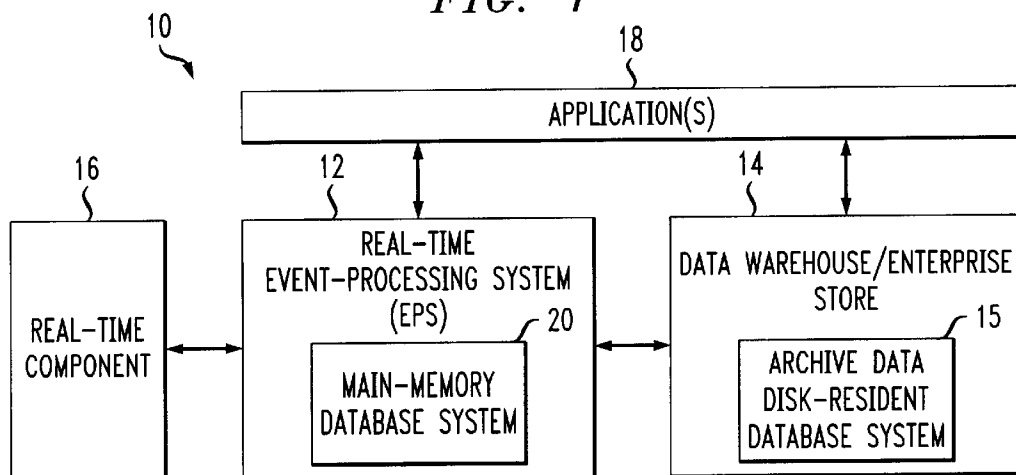 FIG.
10
18
APPLICATION(S)
16
12
14
REAL-TIME
COMPONENT
REAL-TIME
EVENT-PROCESSING SYSTEM
(EPS)
20
MAIN-MEMORY
DATABASE SYSTEM
DATA WAREHOUSE/ENTERPRISE
STORE
15
ARCHIVE DATA
DISK-RESIDENT
DATABASE SYSTEM